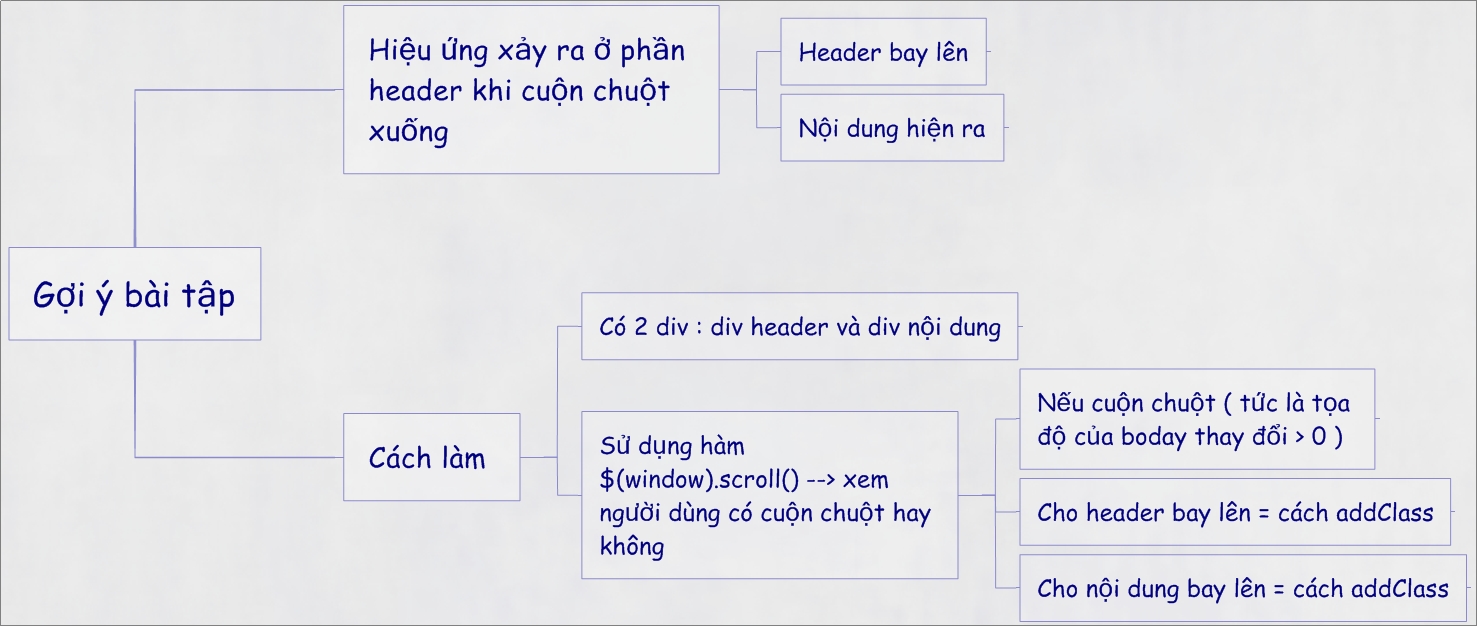 Gợi ý bài tập
Hiệu ứng xảy ra ở phần
header khi cuộn chuột
xuống
Header bay lên
Nội dung hiện ra
Cách làm
Có 2 div : div header và div nội dung
Sử dụng hàm
$(window).scroll() --> xem
người dùng có cuộn chuột hay
không
Nếu cuộn chuột ( tức là tọa
độ của boday thay đổi > 0 )
Cho header bay lên = cách addClass
Cho nội dung bay lên = cách addClass